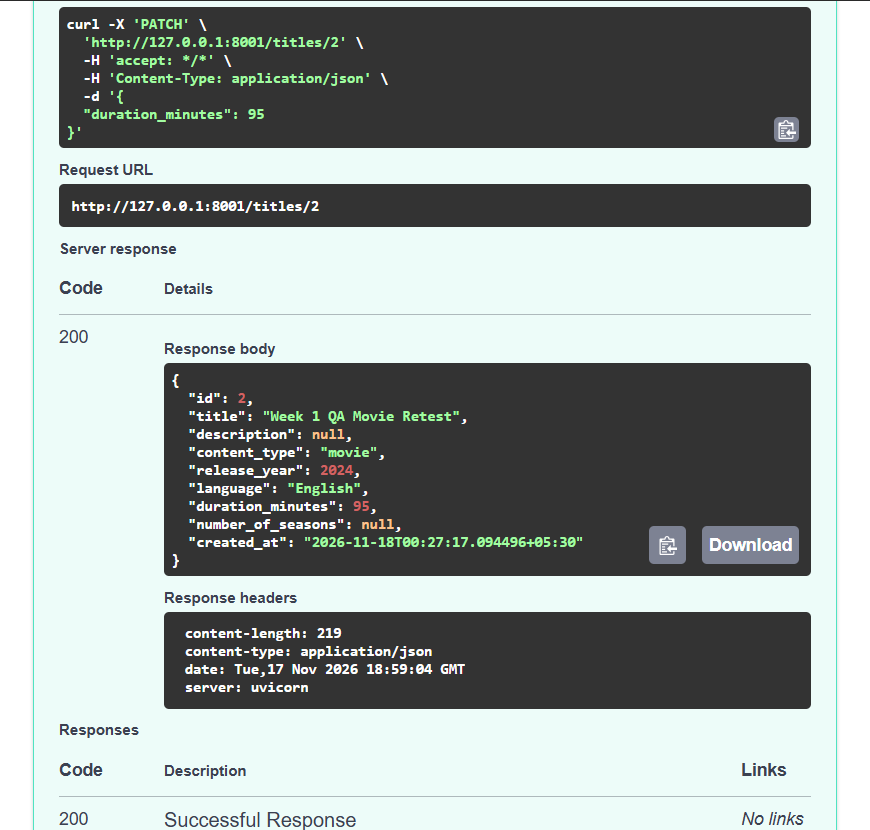 curl -X 'PATCH' \
  'http://127.0.0.1:8001/titles/2' \
  -H 'accept: */*' \
  -H 'Content-Type: application/json' \
  -d '{
  "duration_minutes": 95
}'
Request URL
http://127.0.0.1:8001/titles/2
Server response
Code Details
200
Response body
{
  "id": 2,
  "title": "Week 1 QA Movie Retest",
  "description": null,
  "content_type": "movie",
  "release_year": 2024,
  "language": "English",
  "duration_minutes": 95,
  "number_of_seasons": null,
  "created_at": "2026-11-18T00:27:17.094496+05:30"
}
Download
Response headers
content-length: 219
content-type: application/json
date: Tue,17 Nov 2026 18:59:04 GMT
server: uvicorn
Responses
Code Description Links
200 Successful Response No links